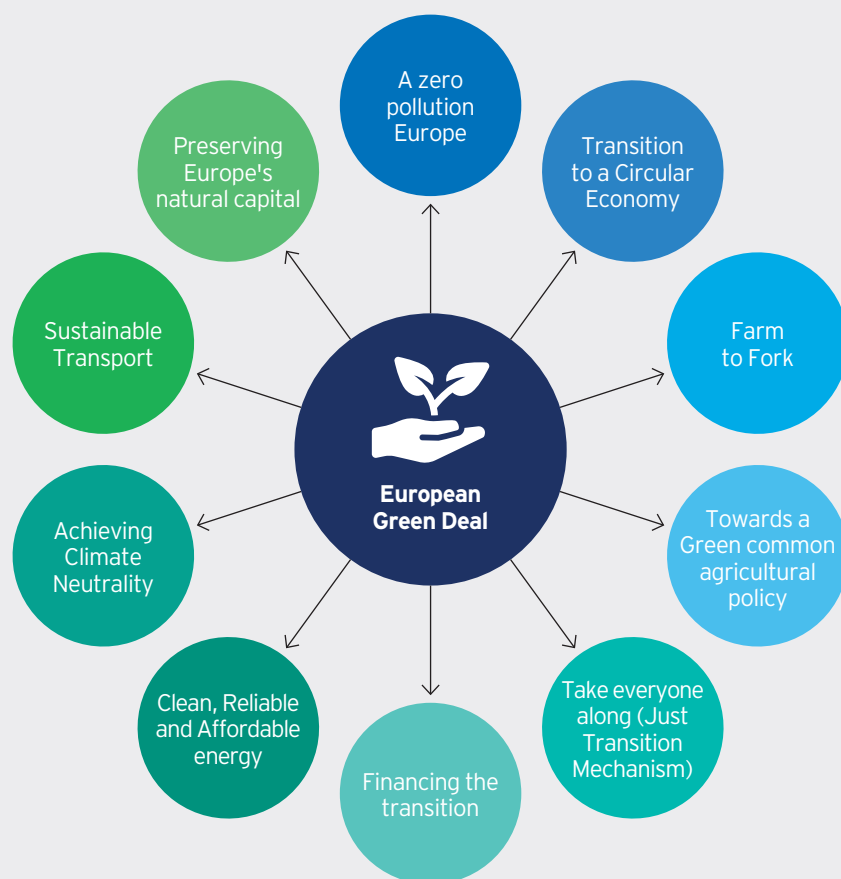 A zero
pollution
Europe
Transition
to a Circular
Economy
Farm
to Fork
Towards a
Green common
agricultural
policy
Take everyone
along (Just
Transition
Mechanism)
Financing the
transition
Clean, Reliable
and Affordable
energy
Achieving
Climate
Neutrality
Sustainable
Transport
Preserving
Europe's
natural capital
European
Green Deal